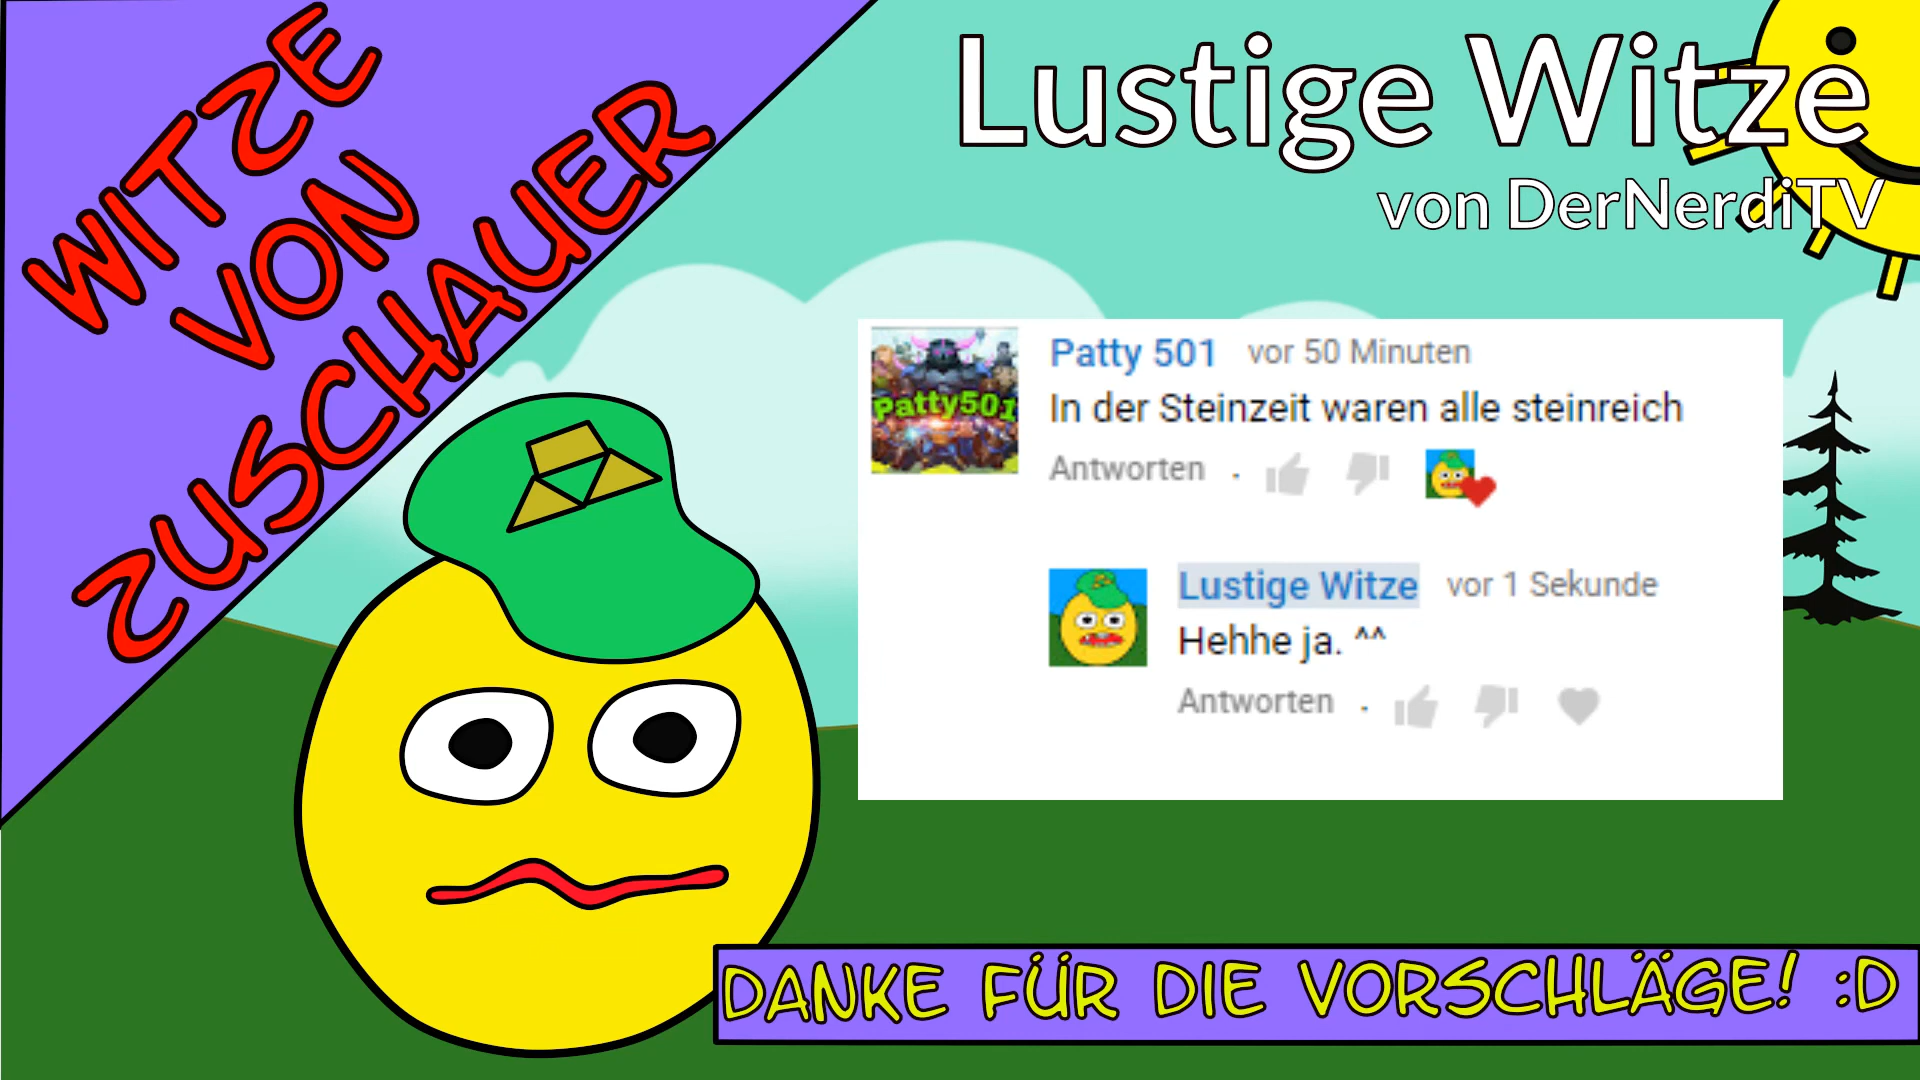 WITZE
VON
ZUSCHAUER
Lustige Witze
von DerNerdiTV
Patty501
Patty 501 vor 50 Minuten
In der Steinzeit waren alle steinreich
Antworten
Lustige Witze vor 1 Sekunde
Hehhe ja. ^^
Antworten
DANKE FÜR DIE VORSCHLÄGE! :D